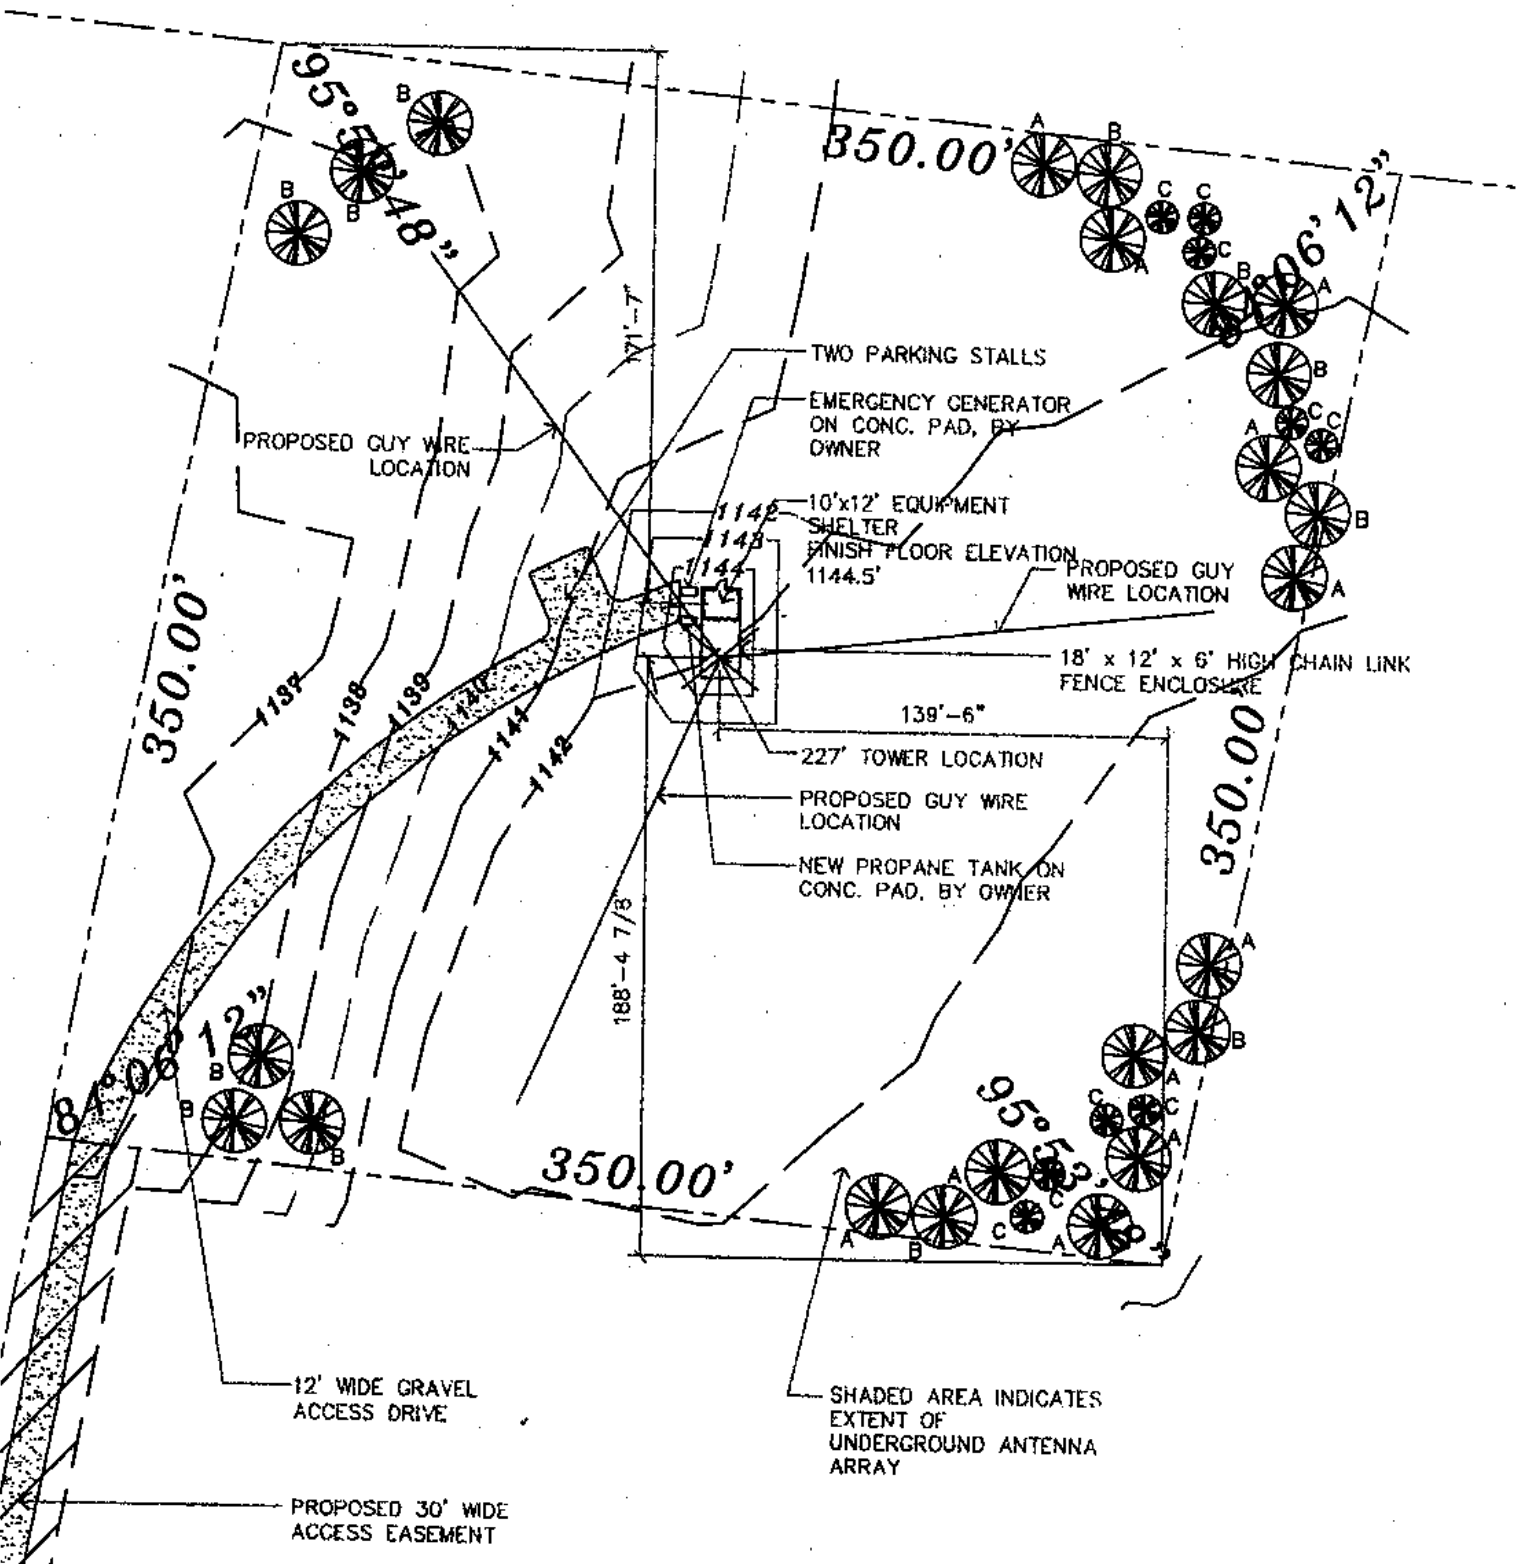 95°53'48"
B
B
B
350.00'
A
B
C
C
A
C
B
A
81°06'12"
171'-7"
TWO PARKING STALLS
EMERGENCY GENERATOR
ON CONC. PAD, BY
OWNER
B
C
C
A
B
A
PROPOSED GUY WIRE
LOCATION
1142
1143
1144
10'x12' EQUIPMENT
SHELTER
FINISH FLOOR ELEVATION
1144.5'
PROPOSED GUY
WIRE LOCATION
18' x 12' x 6' HIGH CHAIN LINK
FENCE ENCLOSURE
350.00'
1137
1138
1139
1140
1141
1142
139'-6"
227' TOWER LOCATION
PROPOSED GUY WIRE
LOCATION
NEW PROPANE TANK ON
CONC. PAD, BY OWNER
350.00'
188'-4 7/8"
A
A
B
A
C
C
A
81°06'12"
B
B
B
350.00'
95°53'48"
A
B
A
C
C
A
12' WIDE GRAVEL
ACCESS DRIVE
SHADED AREA INDICATES
EXTENT OF
UNDERGROUND ANTENNA
ARRAY
PROPOSED 30' WIDE
ACCESS EASEMENT